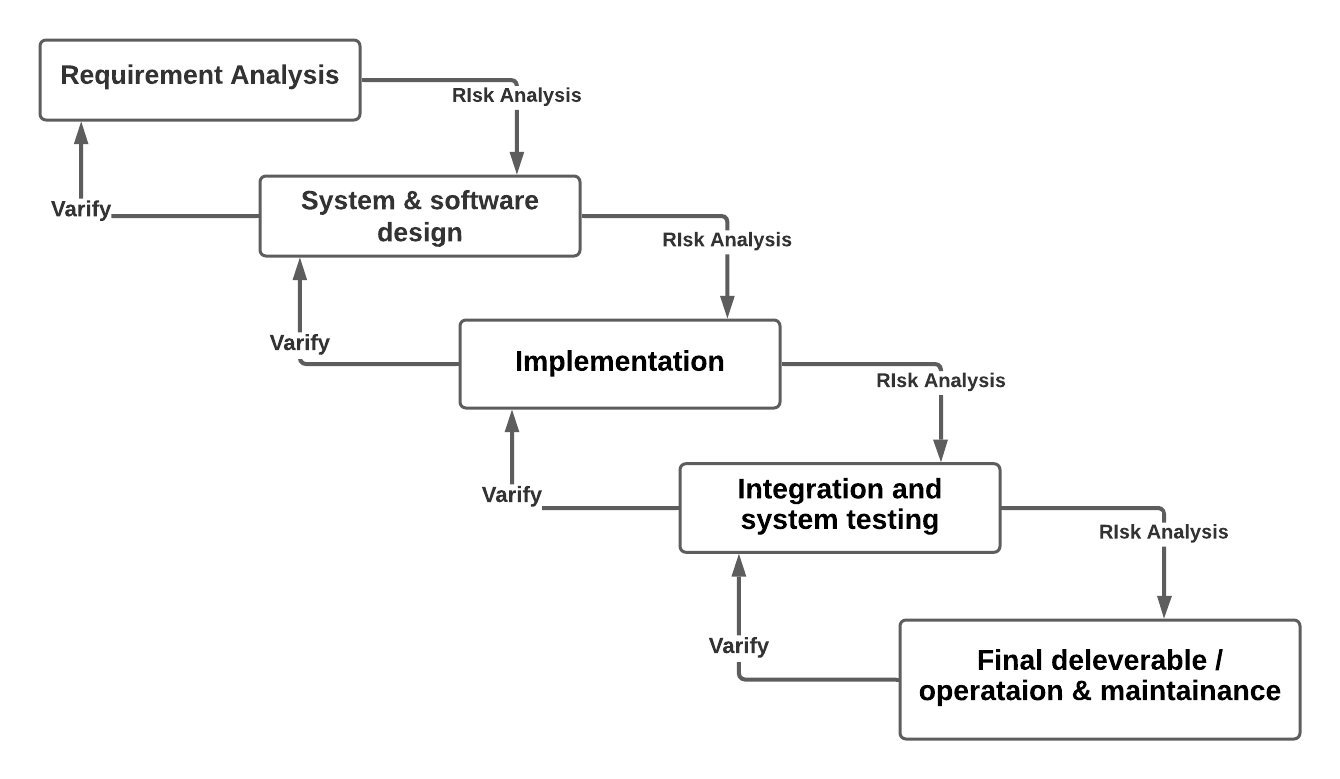 Requirement Analysis
RIsk Analysis
Varify
System & software
design
RIsk Analysis
Varify
Implementation
RIsk Analysis
Varify
Integration and
system testing
RIsk Analysis
Varify
Final deleverable /
operataion & maintainance